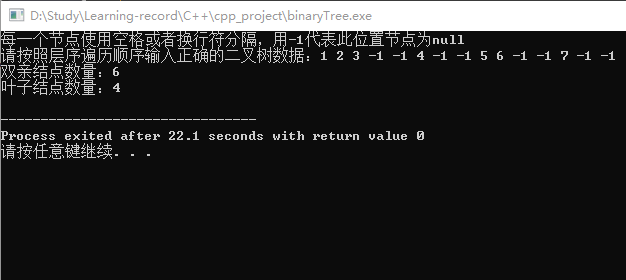 D:\Study\Learning-record\C++\cpp_project\binaryTree.exe
每一个节点使用空格或者换行符分隔，用-1代表此位置节点为null
请按照层序遍历顺序输入正确的二叉树数据：1 2 3 -1 -1 4 -1 -1 5 6 -1 -1 7 -1 -1
双亲结点数量：6
叶子结点数量：4
--------------------------------
Process exited after 22.1 seconds with return value 0
请按任意键继续. . .